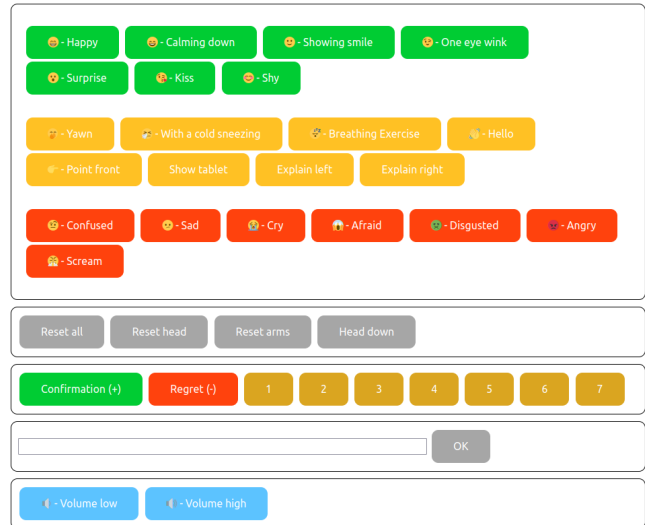 😄 - Happy 😄 - Calming down 🙂 - Showing smile 😉 - One eye wink
😮 - Surprise 😘 - Kiss 😊 - Shy
🥱 - Yawn 🤧 - With a cold sneezing 😴 - Breathing Exercise 👋 - Hello
👉 - Point front Show tablet Explain left Explain right
🤨 - Confused 🙁 - Sad 😢 - Cry 😱 - Afraid 🤢 - Disgusted 😡 - Angry
😤 - Scream
Reset all Reset head Reset arms Head down
Confirmation (+) Regret (-) 1 2 3 4 5 6 7
OK
🔈 - Volume low 🔈 - Volume high